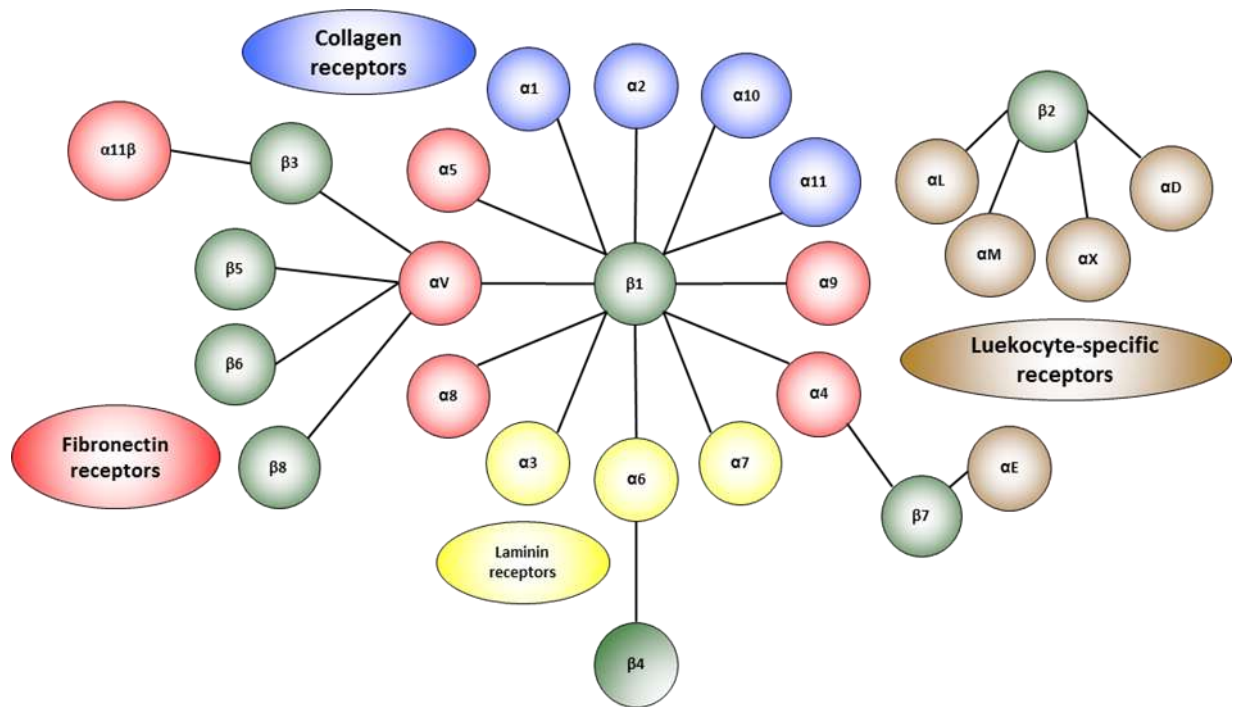 Collagen
receptors
α1
α2
α10
β2
α11β
β3
α5
α11
αL
αD
αM
αX
β5
αV
β1
α9
β6
α8
α4
Luekocyte-specific
receptors
Fibronectin
receptors
β8
α3
α6
α7
αE
β7
Laminin
receptors
β4